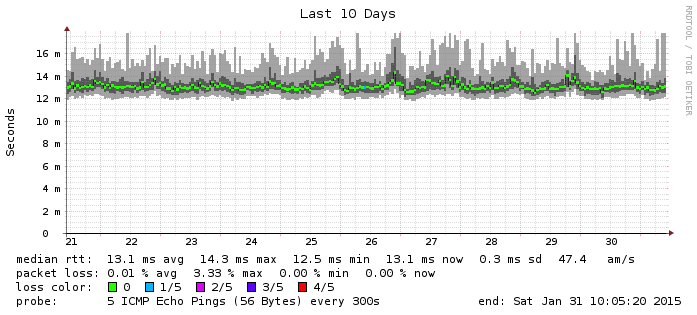 Last 10 Days
RRDTOOL / TOBI OETIKER
Seconds
16 m
14 m
12 m
10 m
8 m
6 m
4 m
2 m
0
21 22 23 24 25 26 27 28 29 30
median rtt: 13.1 ms avg 14.3 ms max 12.5 ms min 13.1 ms now 0.3 ms sd 47.4 am/s
packet loss: 0.01 % avg 3.33 % max 0.00 % min 0.00 % now
loss color: 0 1/5 2/5 3/5 4/5
probe: 5 ICMP Echo Pings (56 Bytes) every 300s end: Sat Jan 31 10:05:20 2015